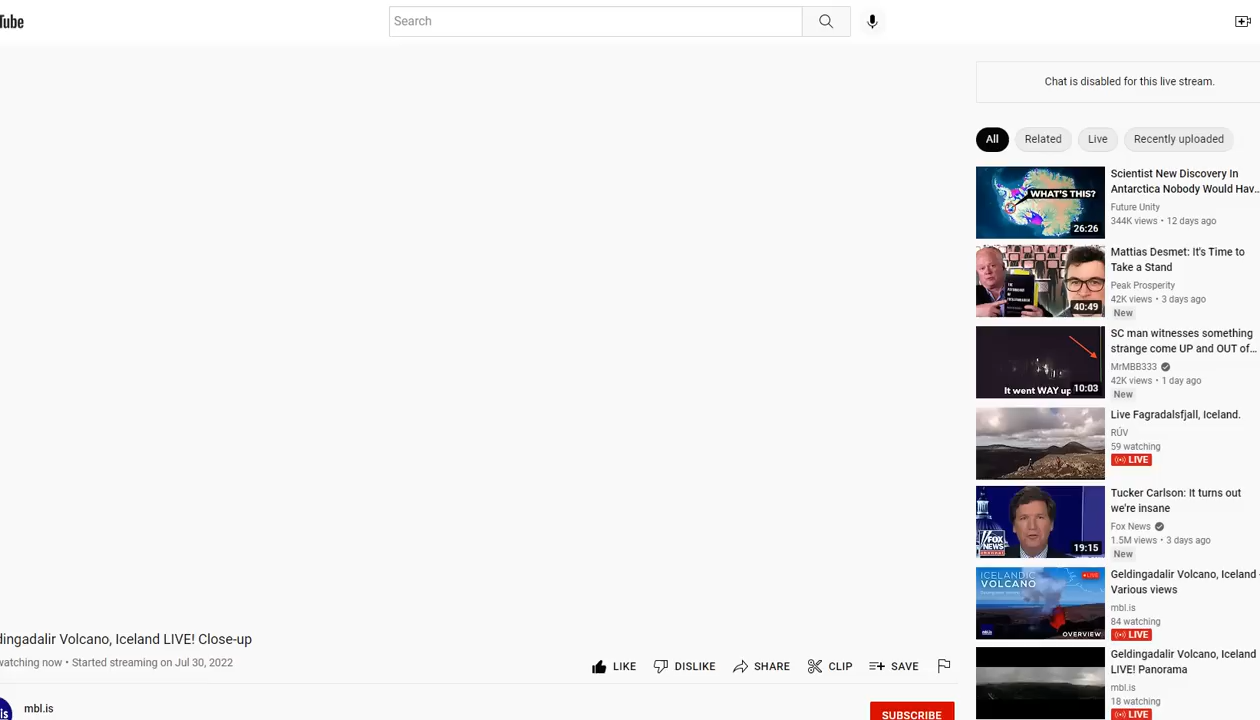 Tube
Search
Chat is disabled for this live stream.
All
Related
Live
Recently uploaded
WHAT'S THIS?
26:26
Scientist New Discovery In
Antarctica Nobody Would Hav...
Future Unity
344K views • 12 days ago
40:49
Mattias Desmet: It's Time to
Take a Stand
Peak Prosperity
42K views • 3 days ago
New
It went WAY up
10:03
SC man witnesses something
strange come UP and OUT of...
MrMBB333
42K views • 1 day ago
New
Live Fagradalsfjall, Iceland.
RÚV
59 watching
LIVE
FOX
NEWS
19:15
Tucker Carlson: It turns out
we're insane
Fox News
1.5M views • 3 days ago
New
ICELANDIC
VOLCANO
LIVE
OVERVIEW
Geldingadalir Volcano, Iceland
Various views
mbl.is
84 watching
LIVE
Geldingadalir Volcano, Iceland
LIVE! Panorama
mbl.is
18 watching
LIVE
dingadalir Volcano, Iceland LIVE! Close-up
watching now • Started streaming on Jul 30, 2022
LIKE
DISLIKE
SHARE
CLIP
SAVE
is
mbl.is
SUBSCRIBE